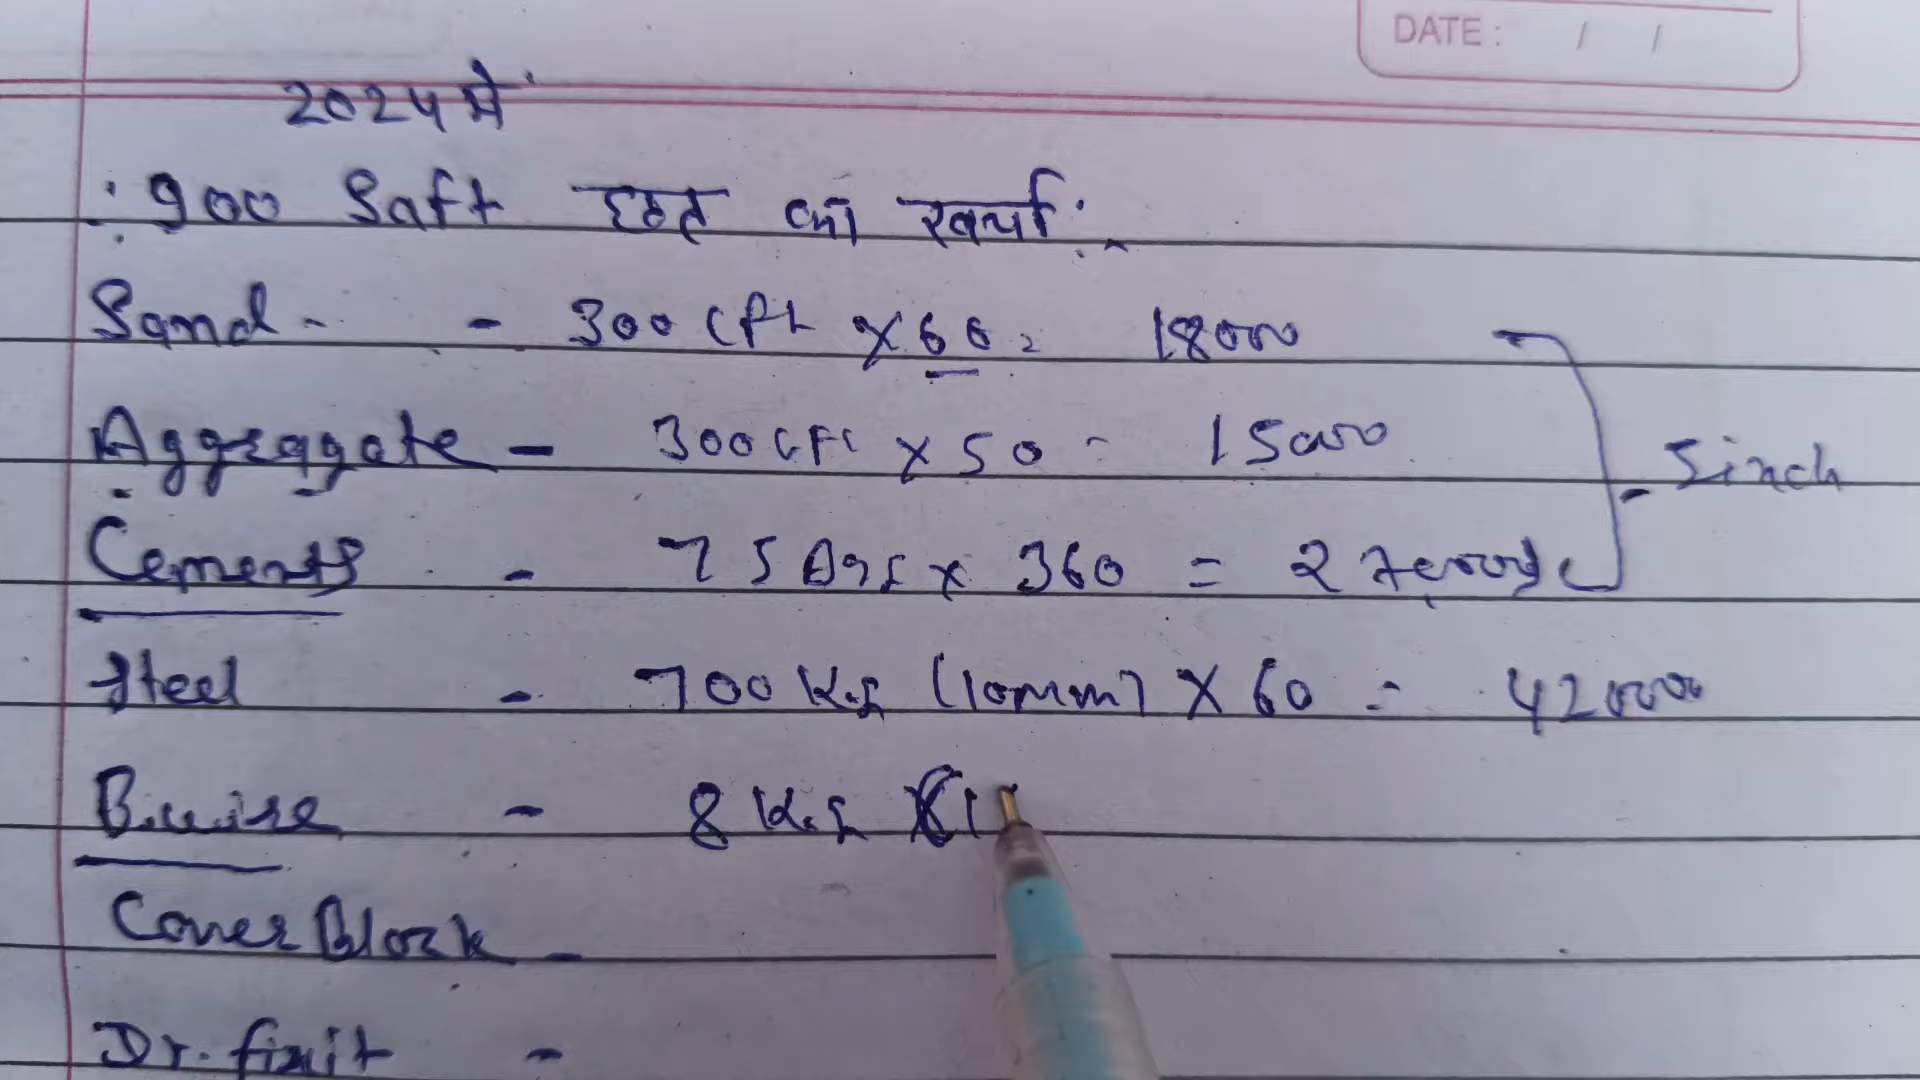 DATE: / /
2024 में
: 900 Saft छत का खर्चा :
Sand - - 300 Cft × 60 = 18000
Aggregate - 300 CFt × 50 = 15000
5 inch
Cements - 75 Bgs × 360 = 27000
Steel - 700 Kg (10mm) × 60 = 42000
B.wire - 8 Kg
Cover Block -
Dr. fixit -